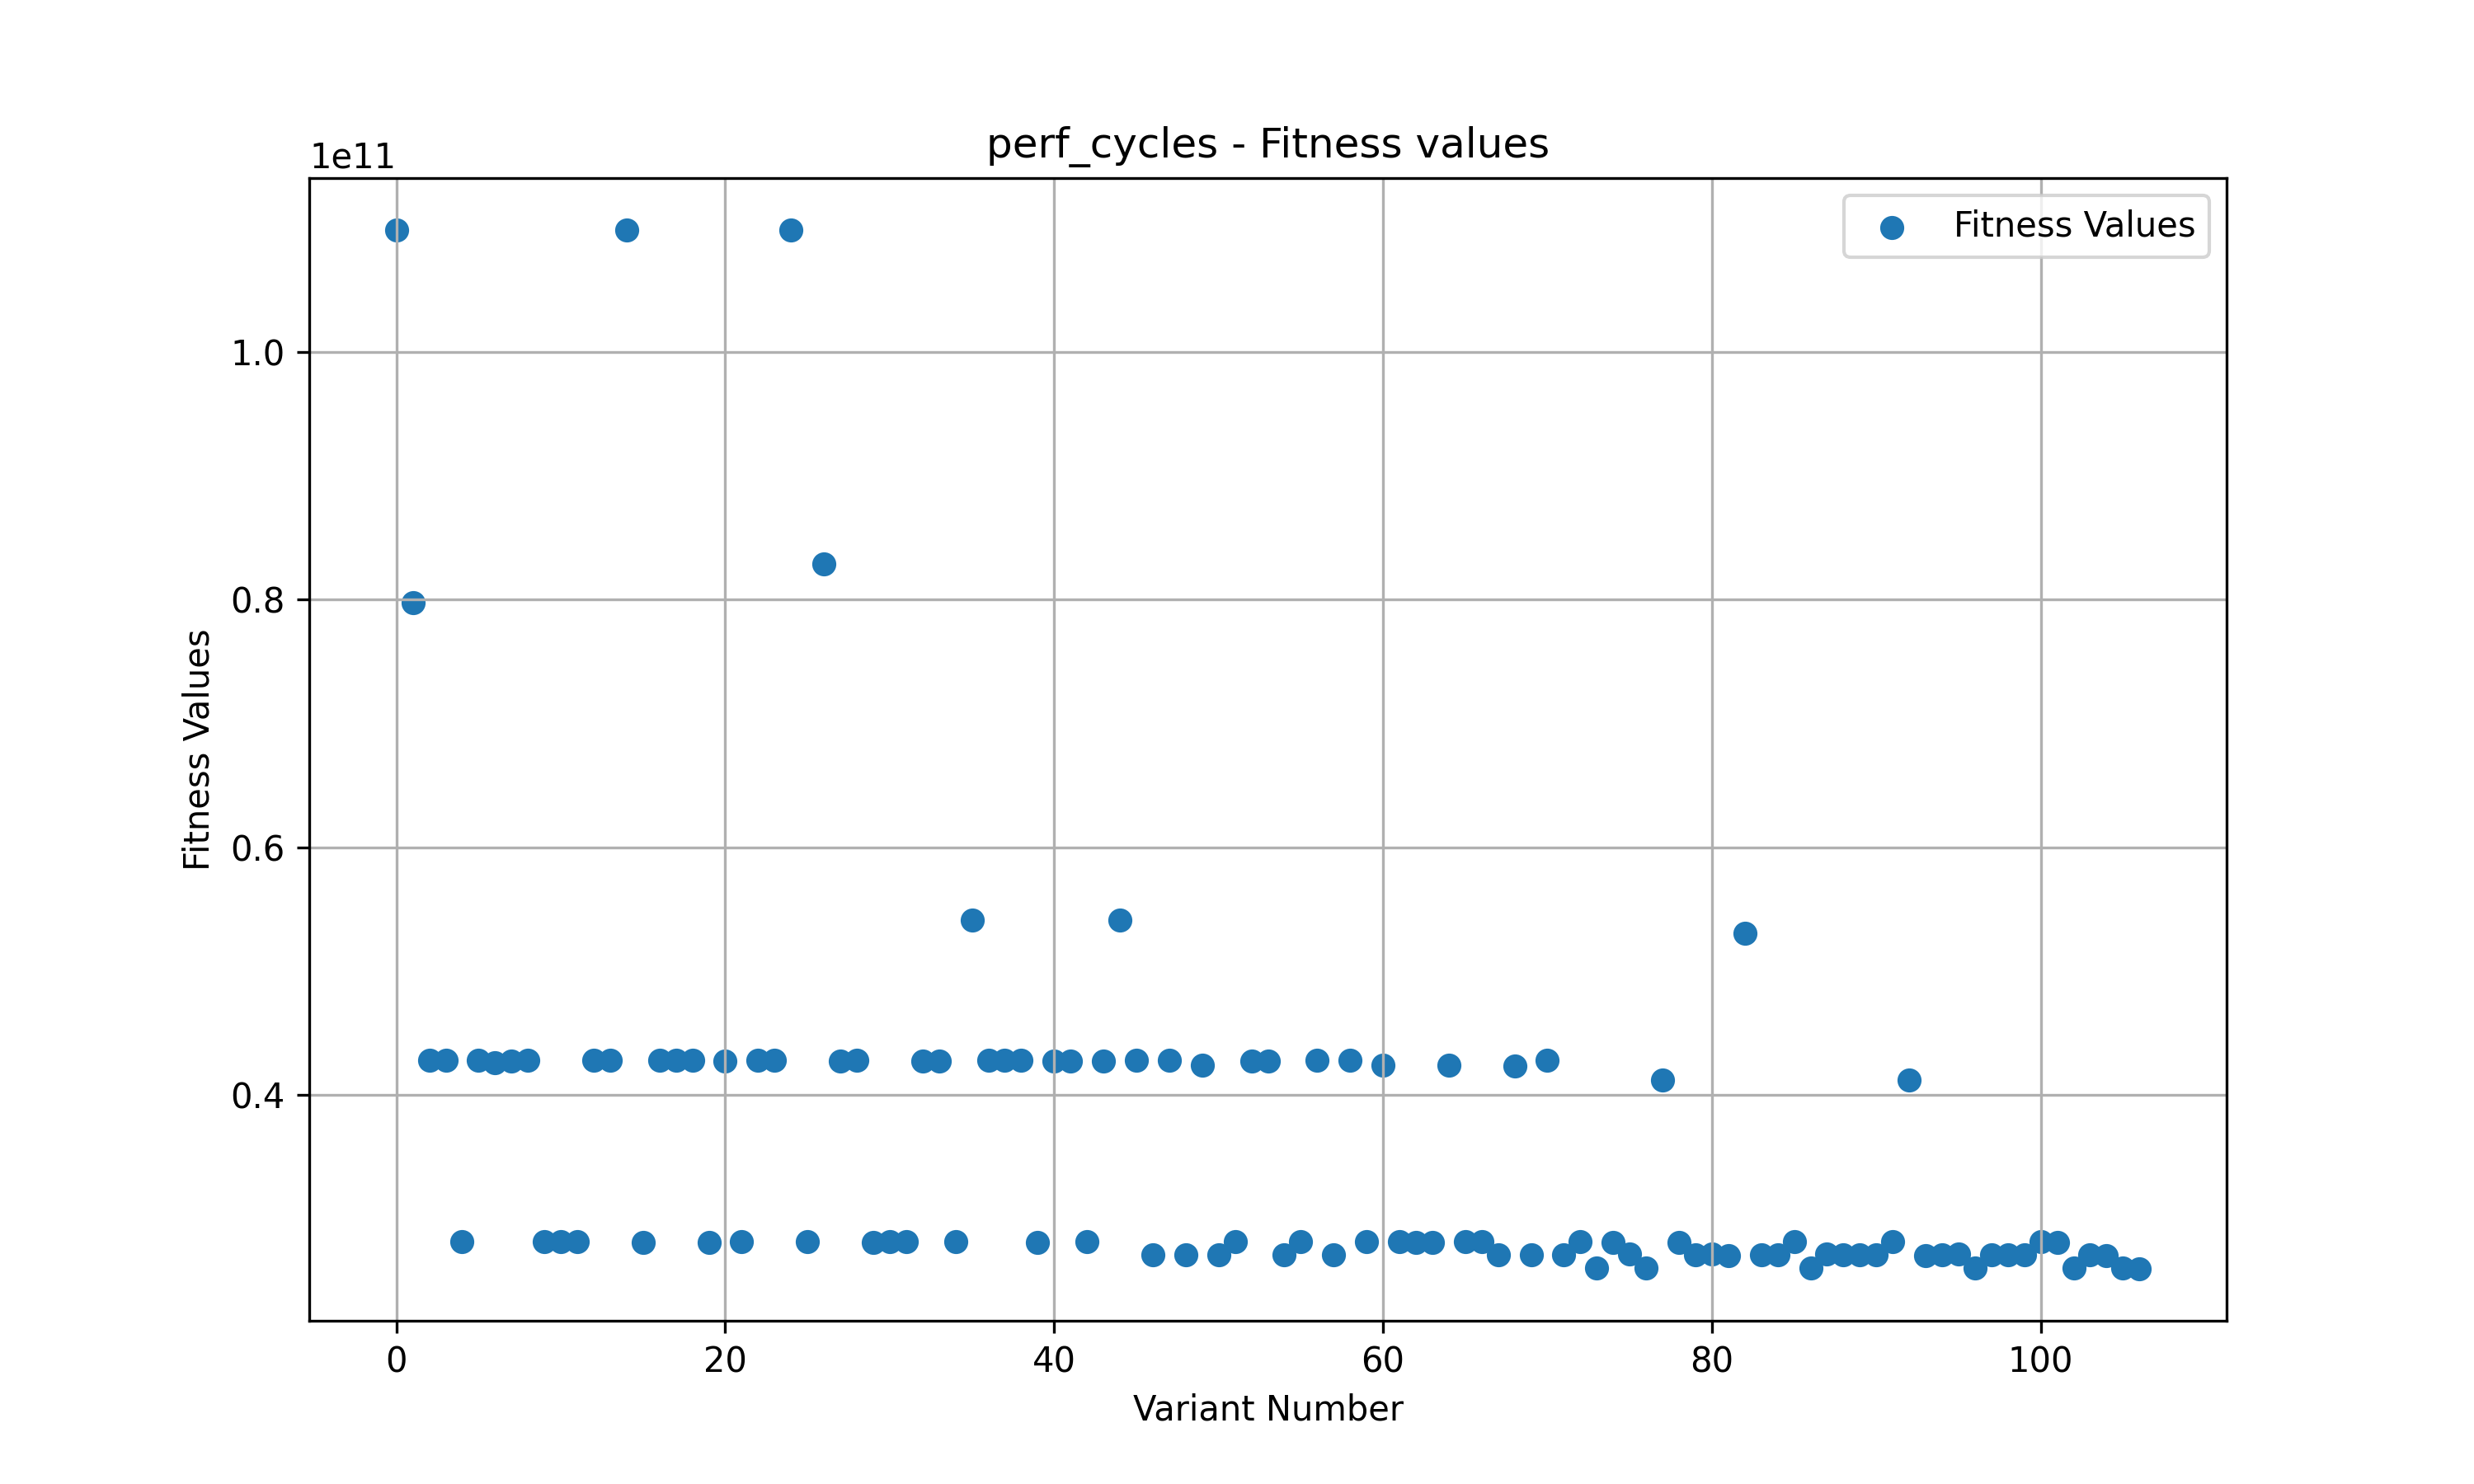 perf_cycles - Fitness values
1e11
Fitness Values
1.0
0.8
0.6
0.4
Fitness Values
0 20 40 60 80 100
Variant Number